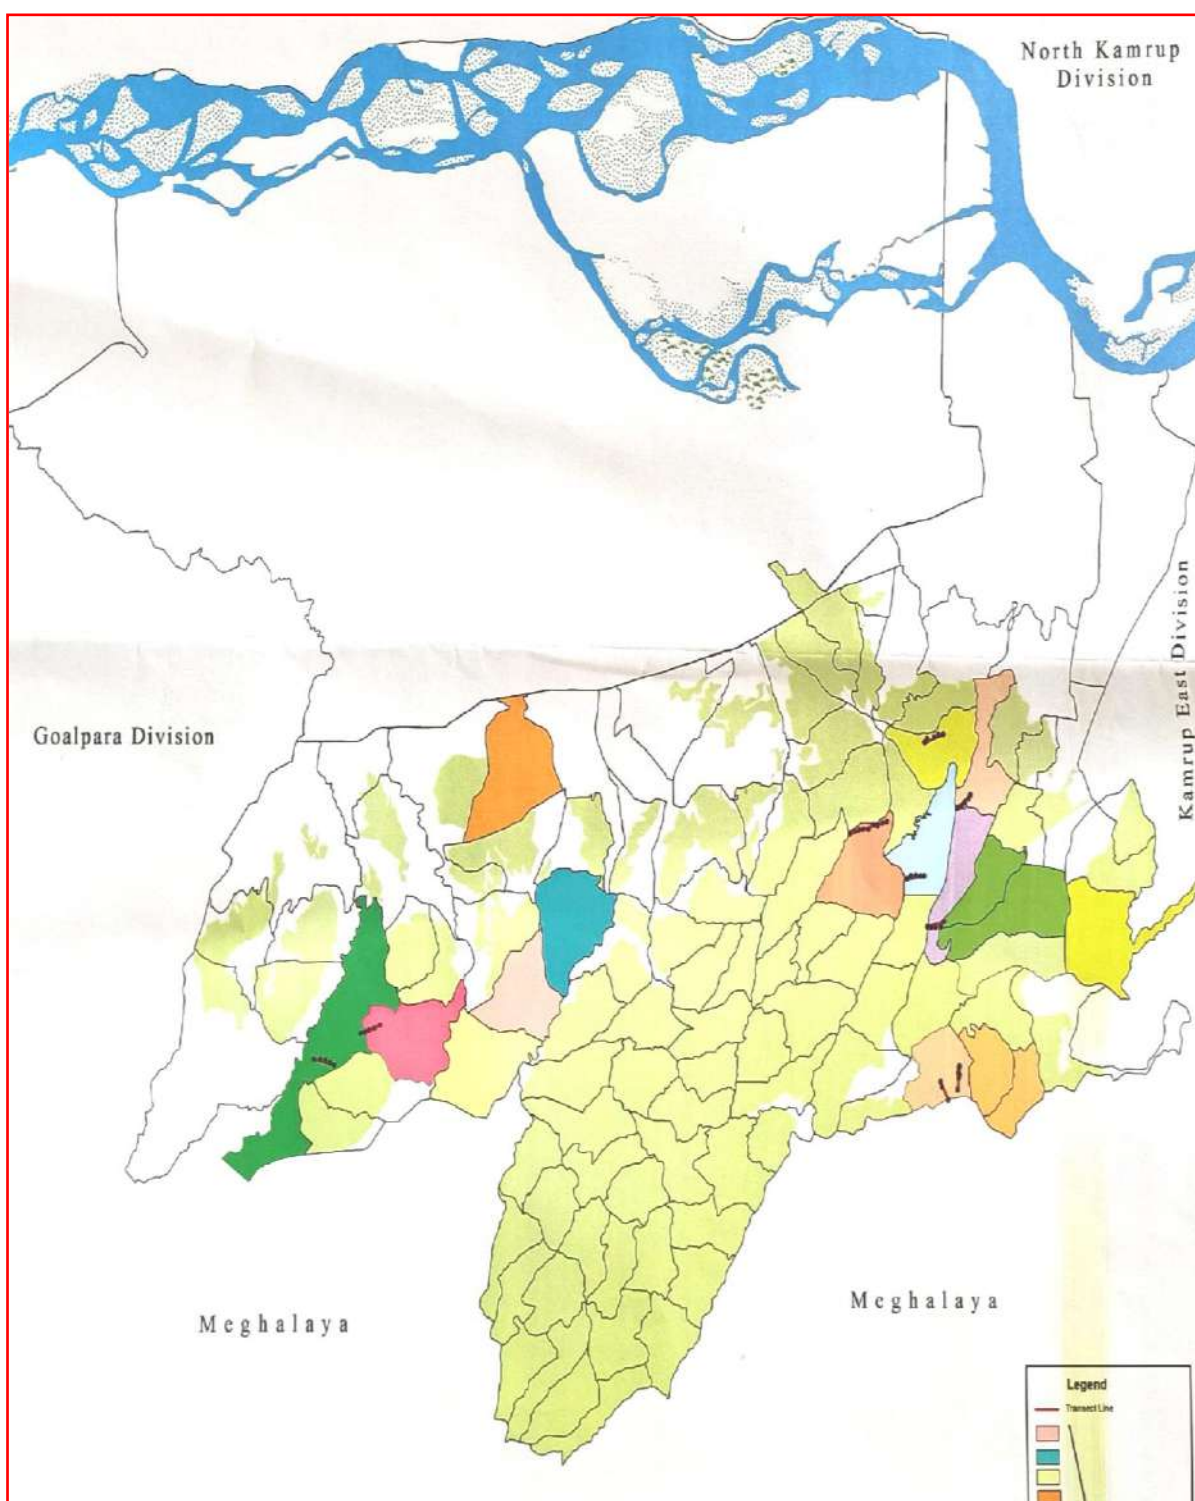 North Kamrup
Division
Kamrup East Division
Goalpara Division
Meghalaya
Meghalaya
Legend
Transect Line